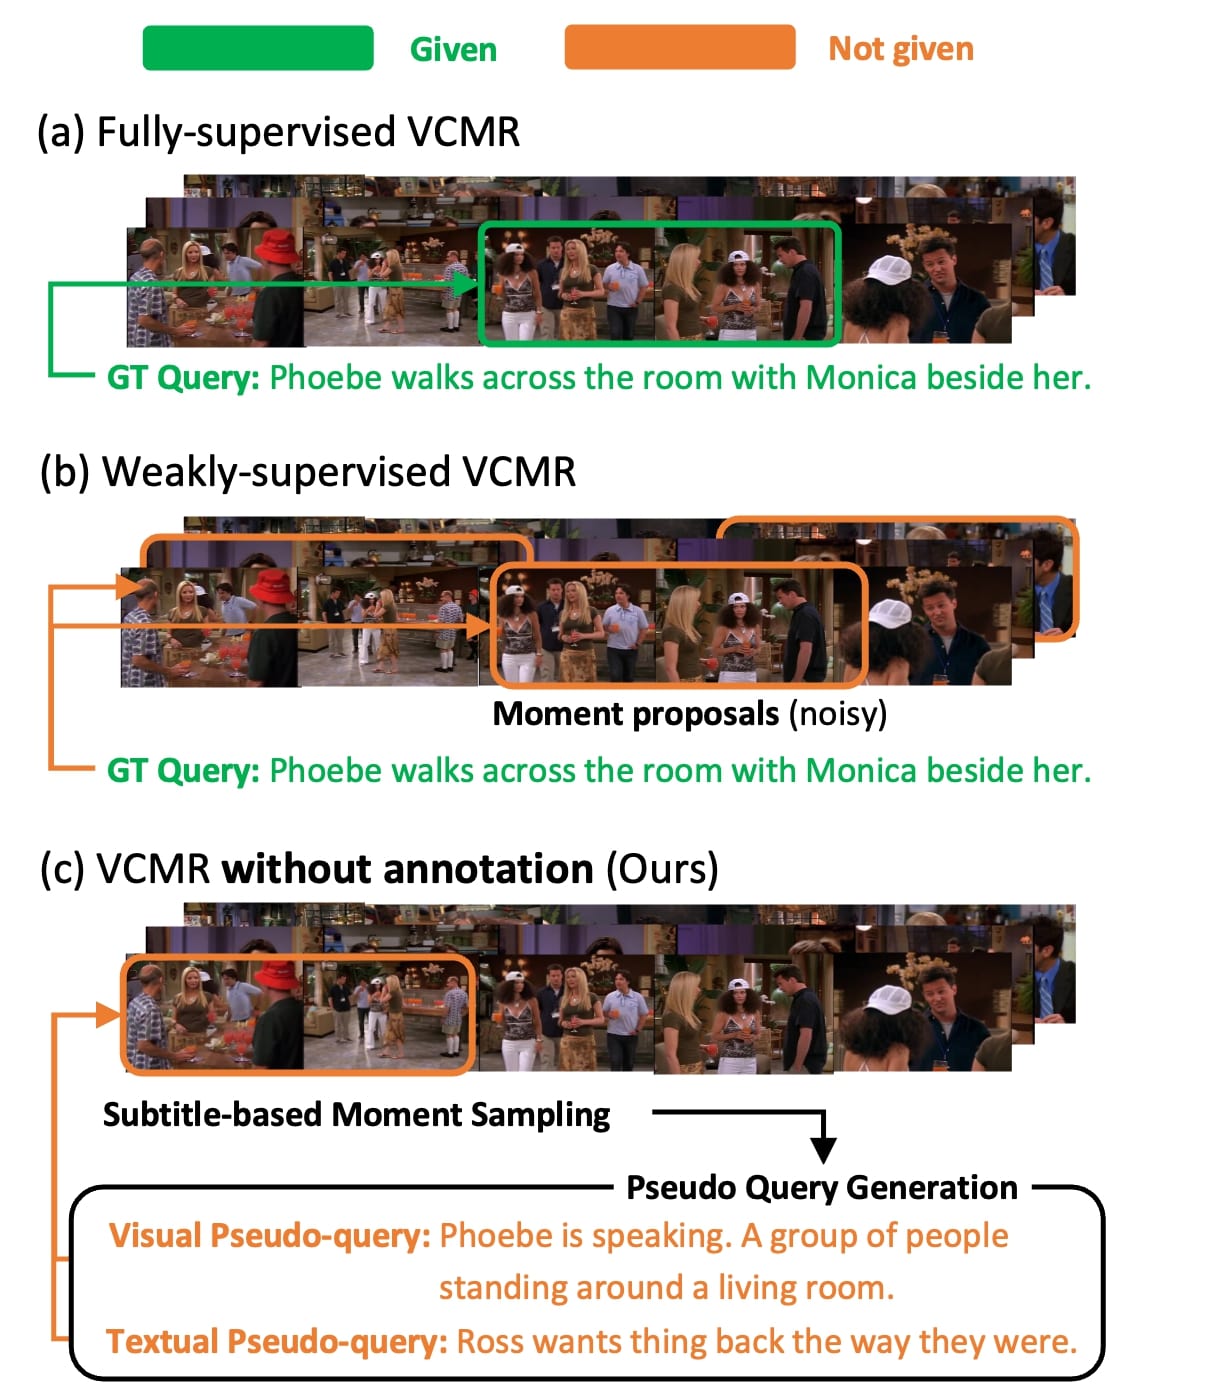 Given
Not given
(a) Fully-supervised VCMR
GT Query: Phoebe walks across the room with Monica beside her.
(b) Weakly-supervised VCMR
Moment proposals (noisy)
GT Query: Phoebe walks across the room with Monica beside her.
(c) VCMR without annotation (Ours)
Subtitle-based Moment Sampling
Pseudo Query Generation
Visual Pseudo-query: Phoebe is speaking. A group of people
standing around a living room.
Textual Pseudo-query: Ross wants thing back the way they were.